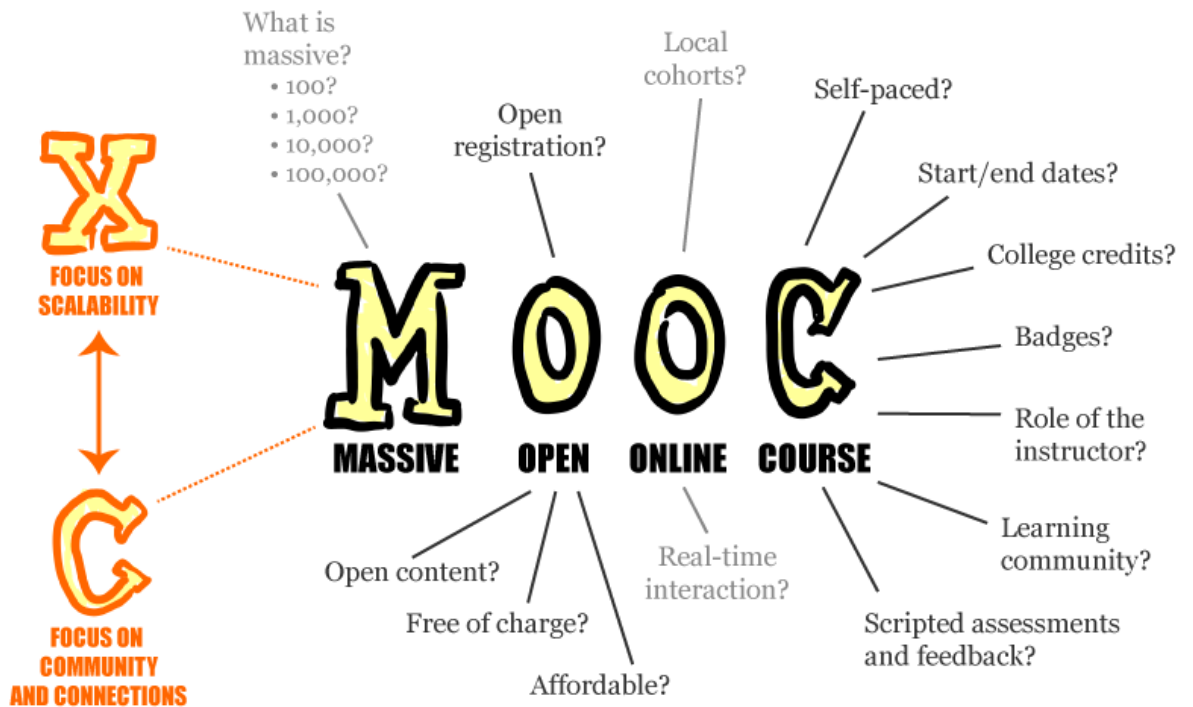 What is
massive?
• 100?
• 1,000?
• 10,000?
• 100,000?
Open
registration?
Local
cohorts?
Self-paced?
Start/end dates?
College credits?
Badges?
Role of the
instructor?
Learning
community?
Scripted assessments
and feedback?
X
FOCUS ON
SCALABILITY
C
FOCUS ON
COMMUNITY
AND CONNECTIONS
MOOC
MASSIVE OPEN ONLINE COURSE
Open content?
Free of charge?
Affordable?
Real-time
interaction?